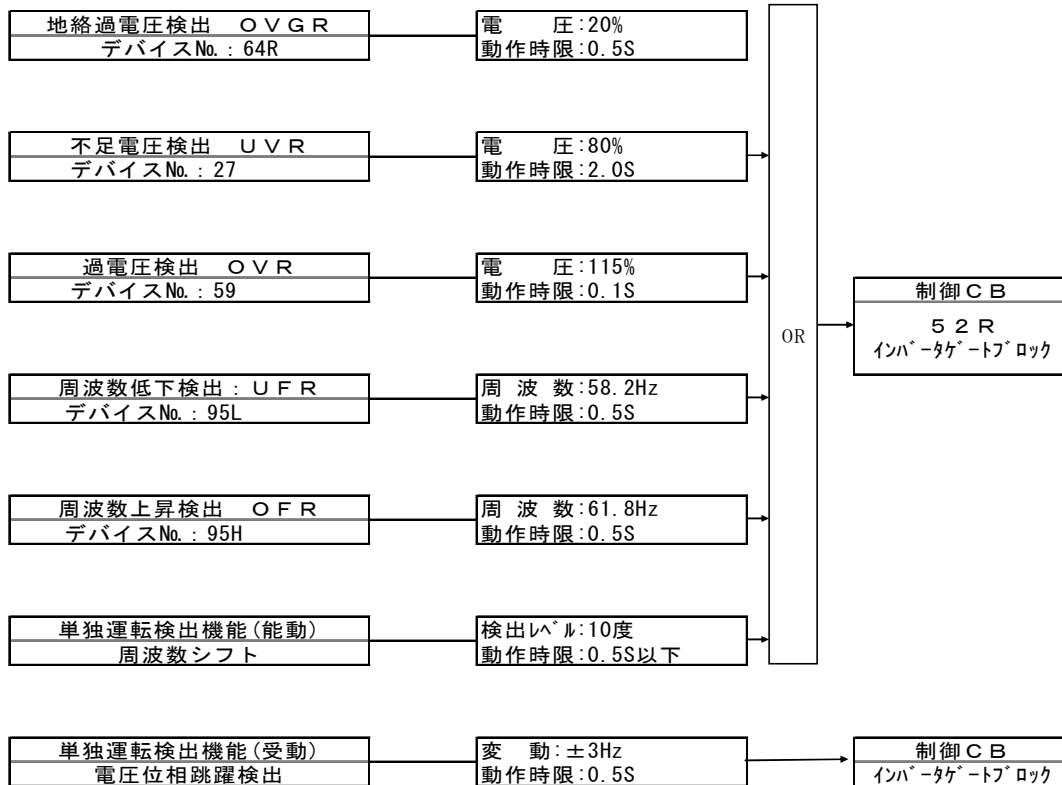 地絡過電圧検出　ＯＶＧＲ
デバイス№：64R
電　　圧:20%
動作時限:0.5S
不足電圧検出　ＵＶＲ
デバイス№：27
電　　圧:80%
動作時限:2.0S
過電圧検出　ＯＶＲ
デバイス№：59
電　　圧:115%
動作時限:0.1S
周波数低下検出：ＵＦＲ
デバイス№：95L
周 波 数:58.2Hz
動作時限:0.5S
周波数上昇検出　ＯＦＲ
デバイス№：95H
周 波 数:61.8Hz
動作時限:0.5S
単独運転検出機能(能動)
周波数シフト
検出ﾚﾍﾞﾙ:10度
動作時限:0.5S以下
OR
制御ＣＢ
５２Ｒ
ｲﾝﾊﾞｰﾀｹﾞｰﾄﾌﾞﾛｯｸ
単独運転検出機能(受動)
電圧位相跳躍検出
変　動:±3Hz
動作時限:0.5S
制御ＣＢ
ｲﾝﾊﾞｰﾀｹﾞｰﾄﾌﾞﾛｯｸ